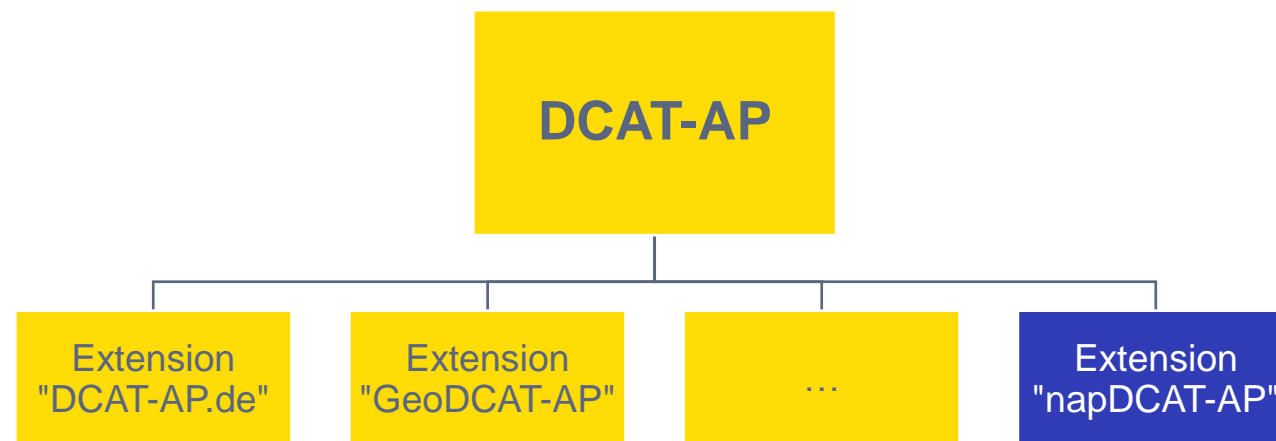 DCAT-AP
Extension
"DCAT-AP.de"
Extension
"GeoDCAT-AP"
...
Extension
"napDCAT-AP"